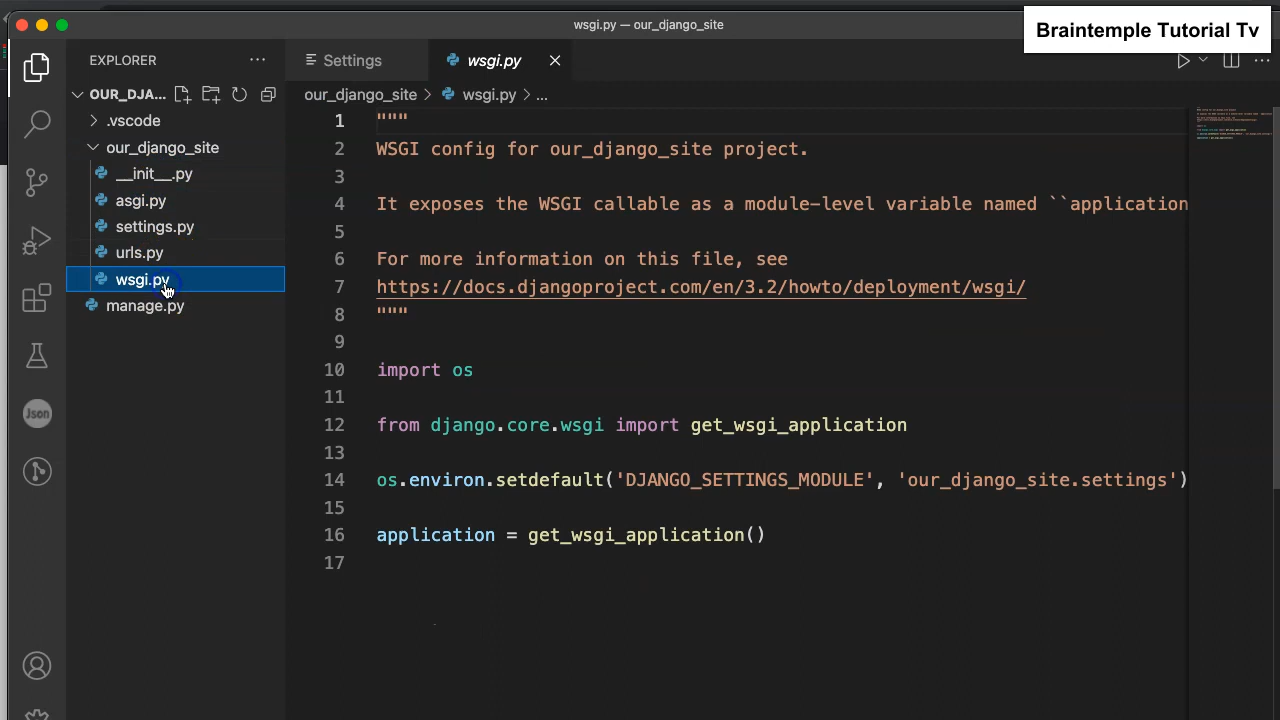 wsgi.py — our_django_site
Braintemple Tutorial Tv
EXPLORER
Settings
wsgi.py
OUR_DJA...
our_django_site > wsgi.py > ...
.vscode
our_django_site
__init__.py
asgi.py
settings.py
urls.py
wsgi.py
manage.py
Json
1 """
2 WSGI config for our_django_site project.
3
4 It exposes the WSGI callable as a module-level variable named ``application
5
6 For more information on this file, see
7 https://docs.djangoproject.com/en/3.2/howto/deployment/wsgi/
8 """
9
10 import os
11
12 from django.core.wsgi import get_wsgi_application
13
14 os.environ.setdefault('DJANGO_SETTINGS_MODULE', 'our_django_site.settings')
15
16 application = get_wsgi_application()
17